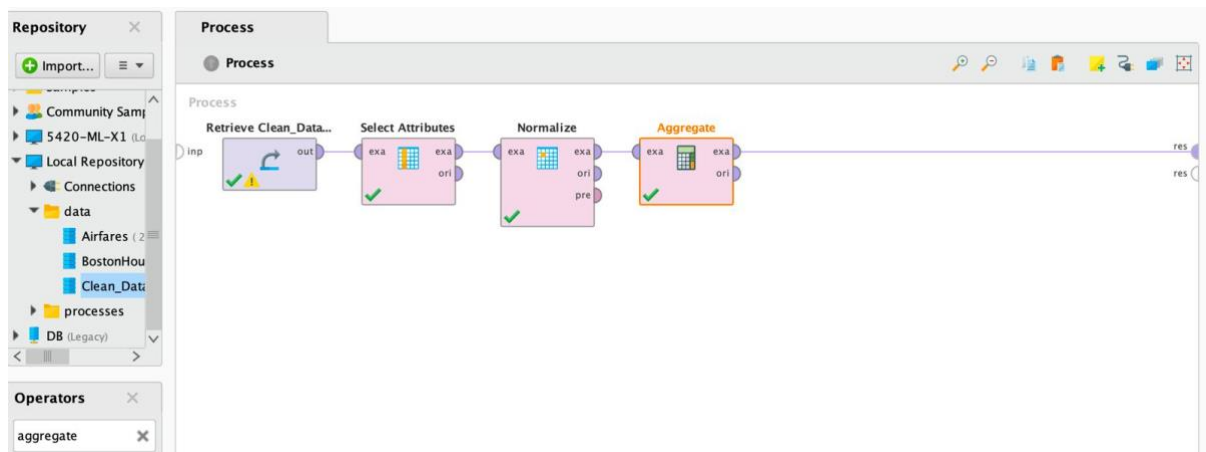 Repository
Import...
Community Samp
5420-ML-X1 (Lo
Local Repository
Connections
data
Airfares (2
BostonHou
Clean_Data
processes
DB (Legacy)
Operators
aggregate
Process
Process
Process
inp
Retrieve Clean_Data...
out
Select Attributes
exa exa
ori
Normalize
exa exa
ori
pre
Aggregate
exa exa
ori
res
res